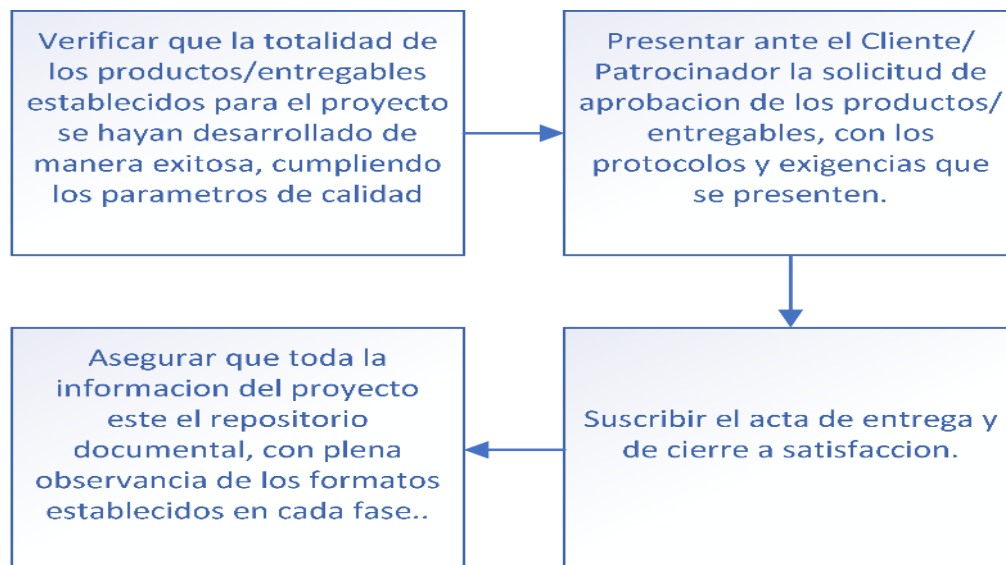 Verificar que la totalidad de
los productos/entregables
establecidos para el proyecto
se hayan desarrollado de
manera exitosa, cumpliendo
los parametros de calidad
Presentar ante el Cliente/
Patrocinador la solicitud de
aprobacion de los productos/
entregables, con los
protocolos y exigencias que
se presenten.
Suscribir el acta de entrega y
de cierre a satisfaccion.
Asegurar que toda la
informacion del proyecto
este el repositorio
documental, con plena
observancia de los formatos
establecidos en cada fase..